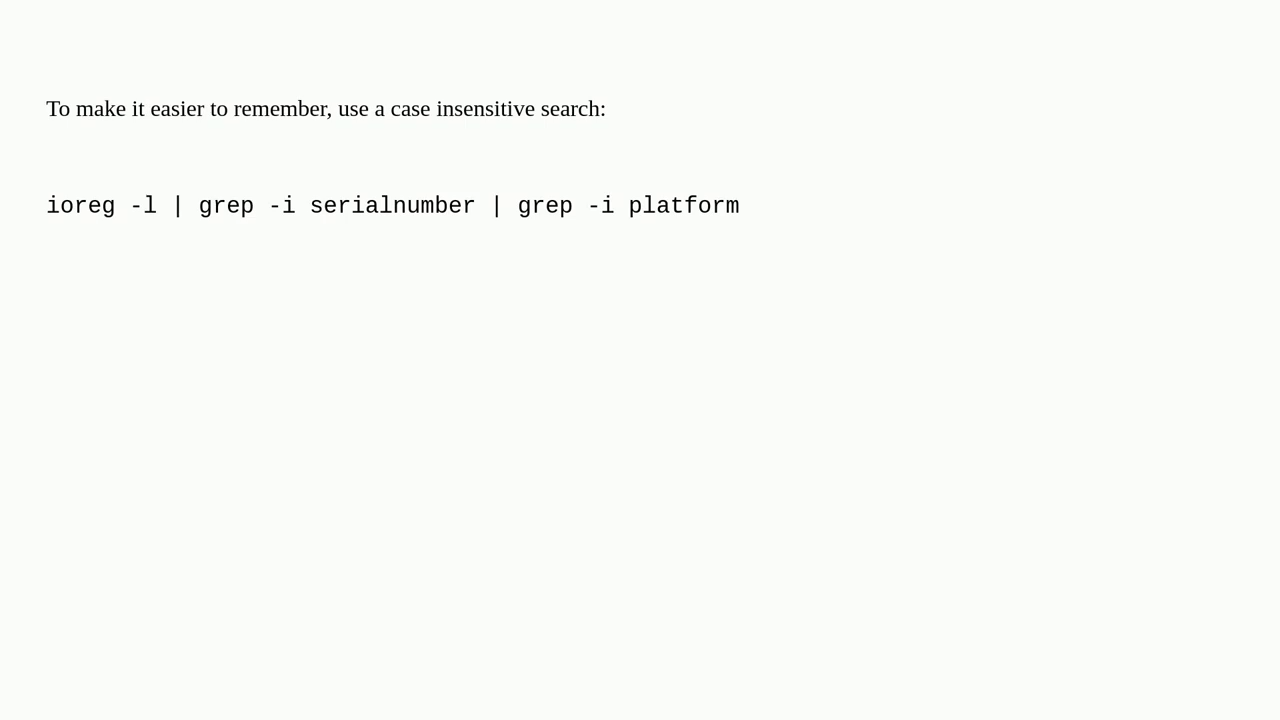 To make it easier to remember, use a case insensitive search:
ioreg -l | grep -i serialnumber | grep -i platform